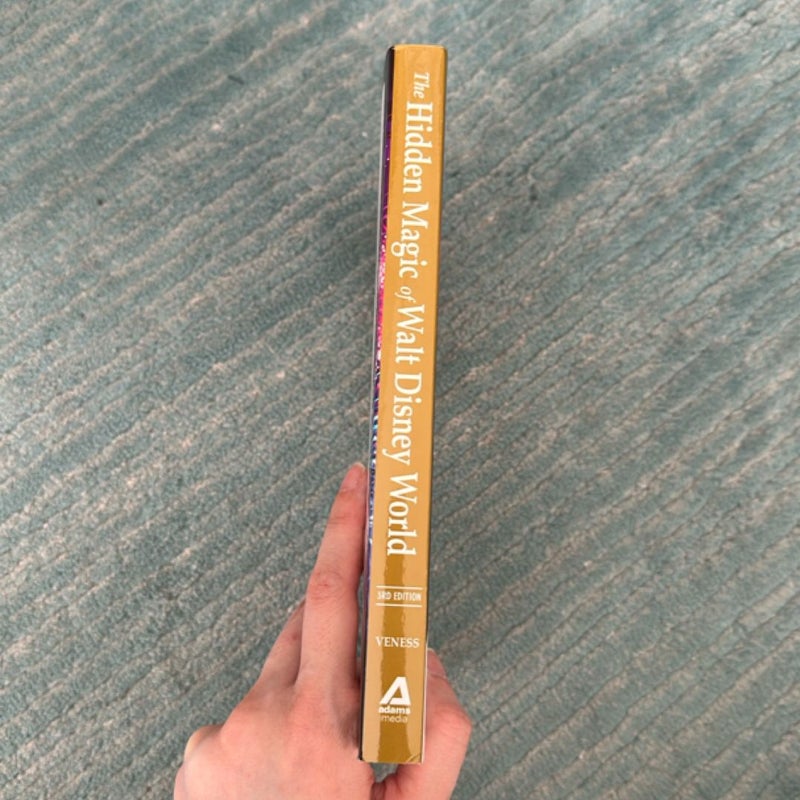 The Hidden Magic of Walt Disney World
3RD EDITION
VENESS
adams
media